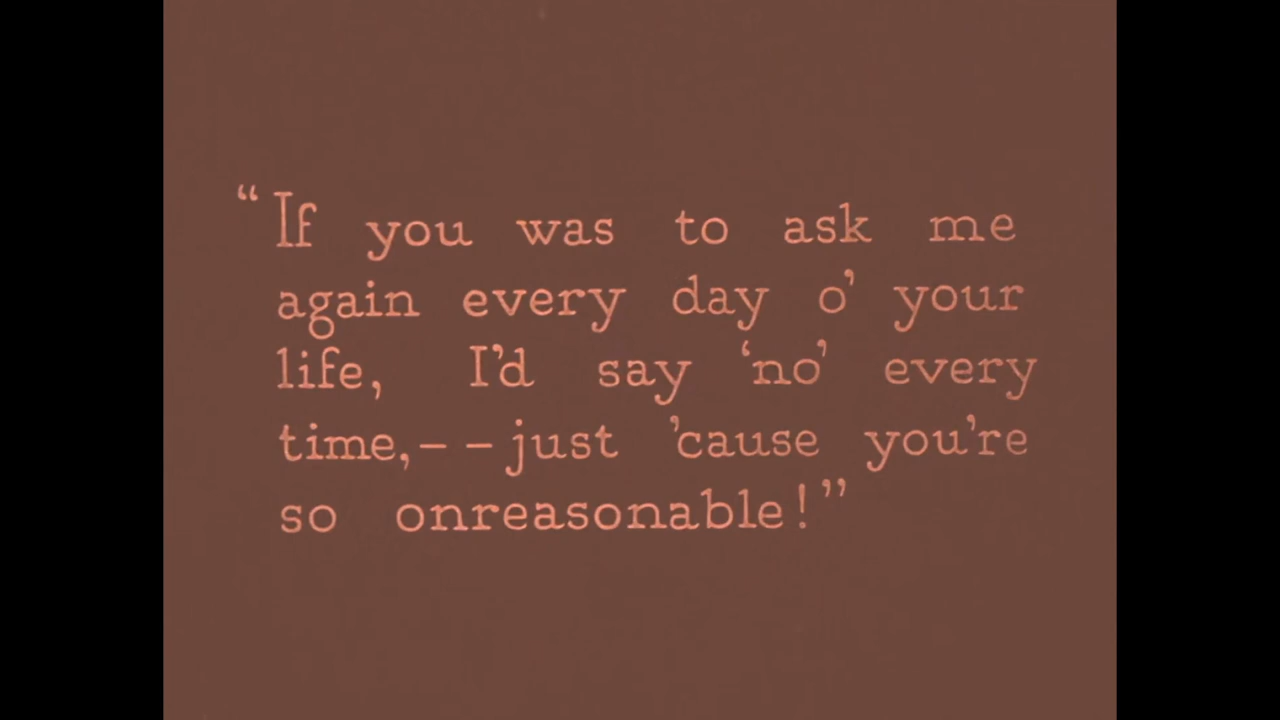 “If you was to ask me
again every day o’ your
life, I’d say ‘no’ every
time,--just ’cause you’re
so onreasonable!”